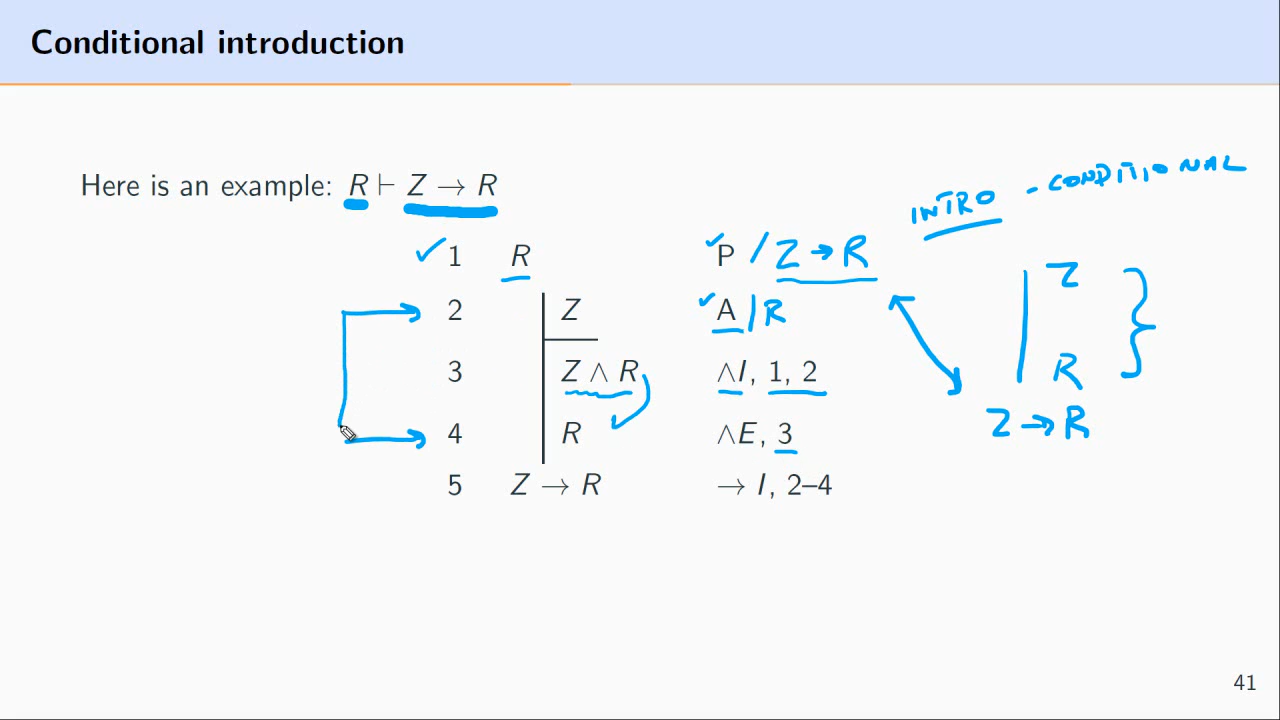 Conditional introduction
Here is an example: R ⊢ Z → R
INTRO - CONDITIONAL
1 R P / Z → R
2 Z A | R
3 Z ∧ R ∧I, 1, 2
4 R ∧E, 3
5 Z → R → I, 2–4
Z
R
Z → R
41